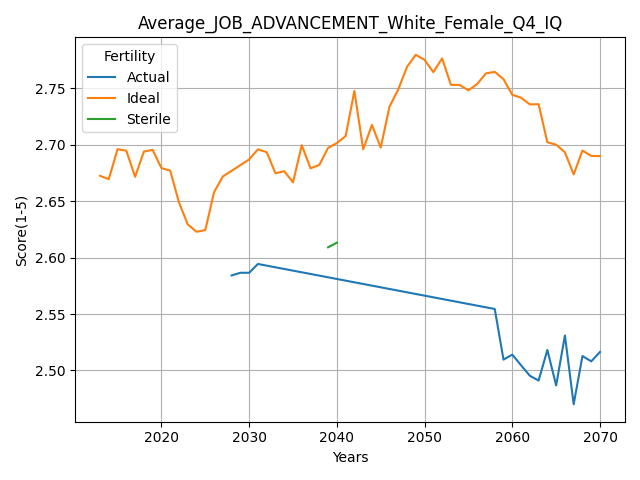 Average_JOB_ADVANCEMENT_White_Female_Q4_IQ
Fertility
Actual
Ideal
Sterile
Score(1-5)
2.75
2.70
2.65
2.60
2.55
2.50
2020 2030 2040 2050 2060 2070
Years